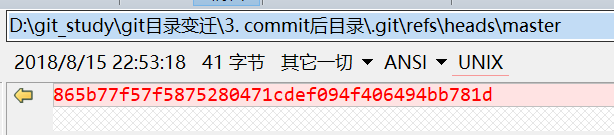 D:\git_study\git目录变迁\3. commit后目录\.git\refs\heads\master
2018/8/15 22:53:18 41 字节 其它一切 ANSI UNIX
865b77f57f5875280471cdef094f406494bb781d